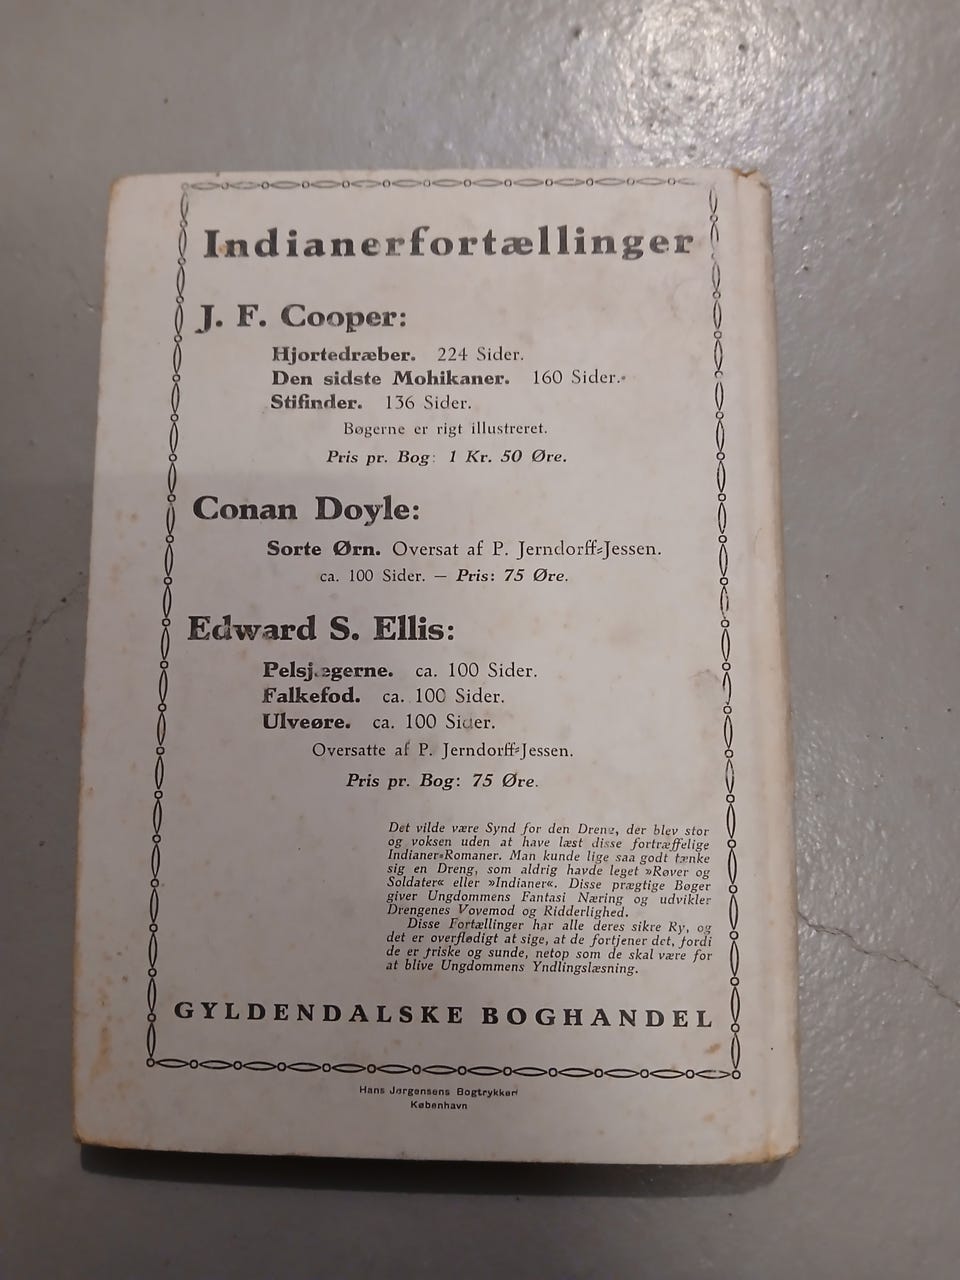 Indianerfortællinger
J. F. Cooper:
Hjortedræber. 224 Sider.
Den sidste Mohikaner. 160 Sider.
Stifinder. 136 Sider.
Bøgerne er rigt illustreret.
Pris pr. Bog: 1 Kr. 50 Øre.
Conan Doyle:
Sorte Ørn. Oversat af P. Jerndorff-Jessen.
ca. 100 Sider. — Pris: 75 Øre.
Edward S. Ellis:
Pelsjægerne. ca. 100 Sider.
Falkefod. ca. 100 Sider.
Ulveøre. ca. 100 Sider.
Oversatte af P. Jerndorff-Jessen.
Pris pr. Bog: 75 Øre.
Det vilde være Synd for den Dreng, der blev stor
og voksen uden at have læst disse fortræffelige
Indianer-Romaner. Man kunde lige saa godt tænke
sig en Dreng, som aldrig havde leget »Røver og
Soldater« eller »Indianer«. Disse prægtige Bøger
giver Ungdommens Fantasi Næring og udvikler
Drengenes Vovemod og Ridderlighed.
Disse Fortællinger har alle deres sikre Ry, og
det er overflødigt at sige, at de fortjener det, fordi
de er friske og sunde, netop som de skal være for
at blive Ungdommens Yndlingslæsning.
GYLDENDALSKE BOGHANDEL
Hans Jørgensens Bogtrykkeri
København